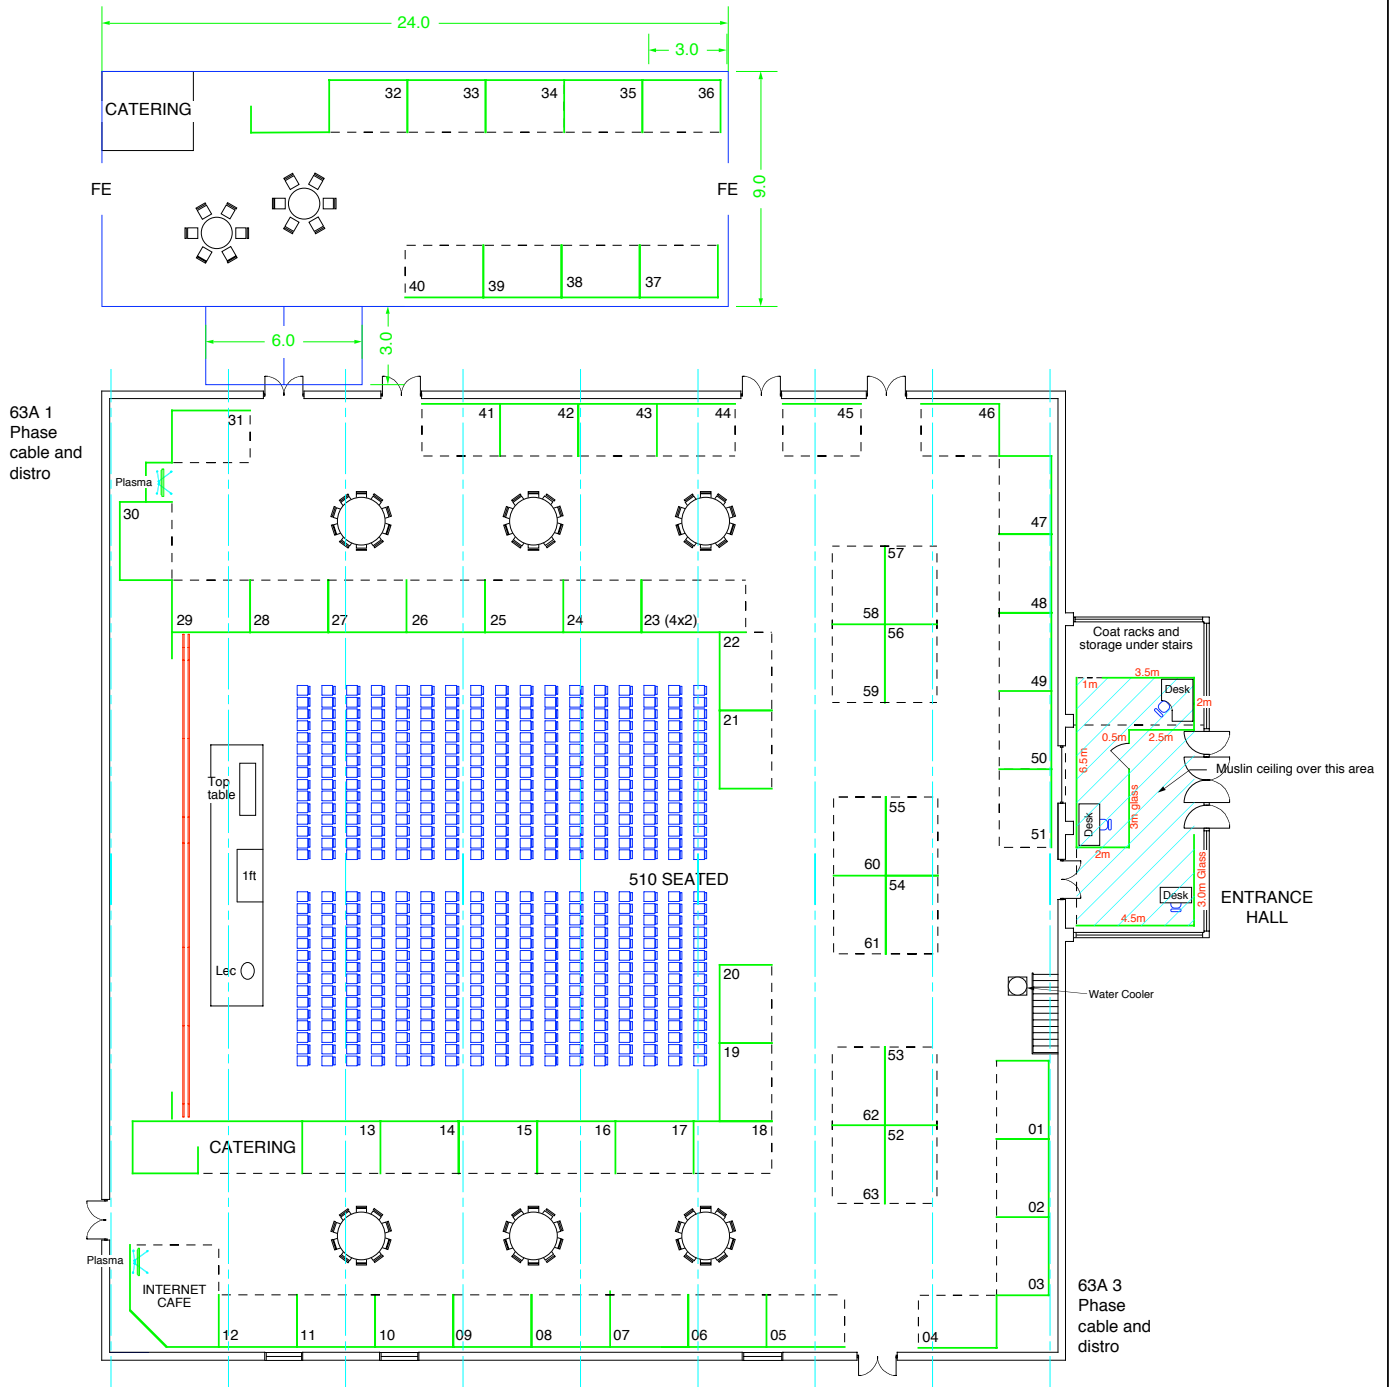 24.0
3.0
CATERING
32
33
34
35
36
FE
FE
9.0
40
39
38
37
6.0
3.0
63A 1
Phase
cable and
distro
31
41
42
43
44
45
46
Plasma
30
47
57
29
28
27
26
25
24
23 (4x2)
58
56
48
22
Coat racks and
storage under stairs
3.5m
1m
Desk
2m
59
49
21
0.5m
2.5m
6.5m
50
Muslin ceiling over this area
Top
table
55
3m glass
Desk
51
2m
60
54
1ft
510 SEATED
3.0m Glass
Desk
4.5m
ENTRANCE
HALL
61
Lec
20
Water Cooler
19
53
62
52
01
CATERING
13
14
15
16
17
18
63
02
Plasma
INTERNET
CAFE
03
63A 3
Phase
cable and
distro
12
11
10
09
08
07
06
05
04